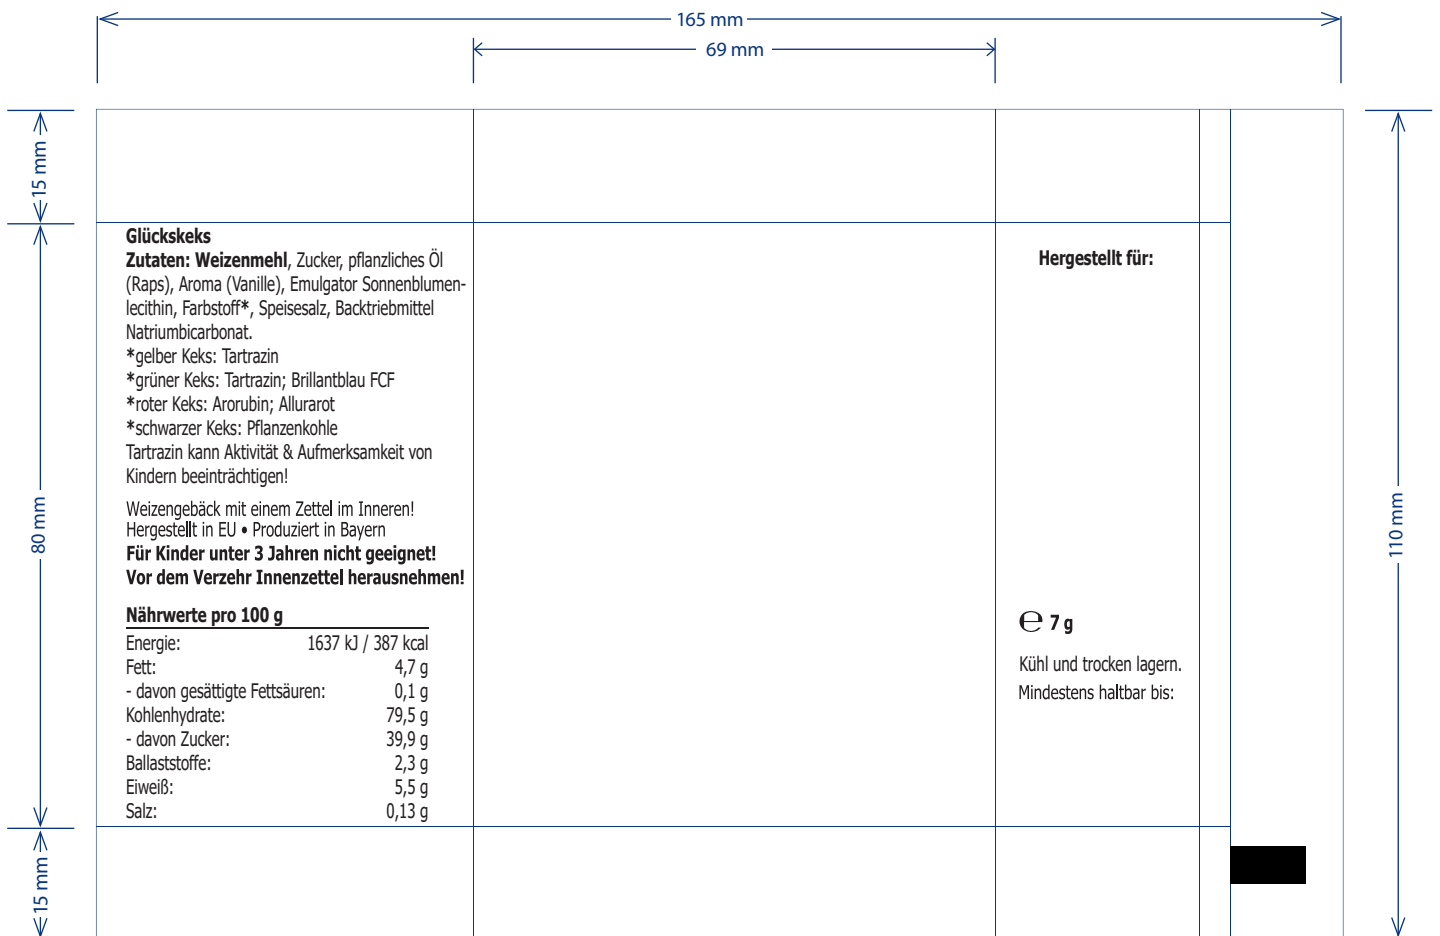 165 mm
69 mm
15 mm
80 mm
15 mm
110 mm
Glückskeks
Zutaten: Weizenmehl, Zucker, pflanzliches Öl
(Raps), Aroma (Vanille), Emulgator Sonnenblumen-
lecithin, Farbstoff*, Speisesalz, Backtriebmittel
Natriumbicarbonat.
*gelber Keks: Tartrazin
*grüner Keks: Tartrazin; Brillantblau FCF
*roter Keks: Arorubin; Allurarot
*schwarzer Keks: Pflanzenkohle
Tartrazin kann Aktivität & Aufmerksamkeit von
Kindern beeinträchtigen!
Weizengebäck mit einem Zettel im Inneren!
Hergestellt in EU • Produziert in Bayern
Für Kinder unter 3 Jahren nicht geeignet!
Vor dem Verzehr Innenzettel herausnehmen!
Nährwerte pro 100 g
Energie: 1637 kJ / 387 kcal
Fett: 4,7 g
- davon gesättigte Fettsäuren: 0,1 g
Kohlenhydrate: 79,5 g
- davon Zucker: 39,9 g
Ballaststoffe: 2,3 g
Eiweiß: 5,5 g
Salz: 0,13 g
Hergestellt für:
℮ 7 g
Kühl und trocken lagern.
Mindestens haltbar bis: